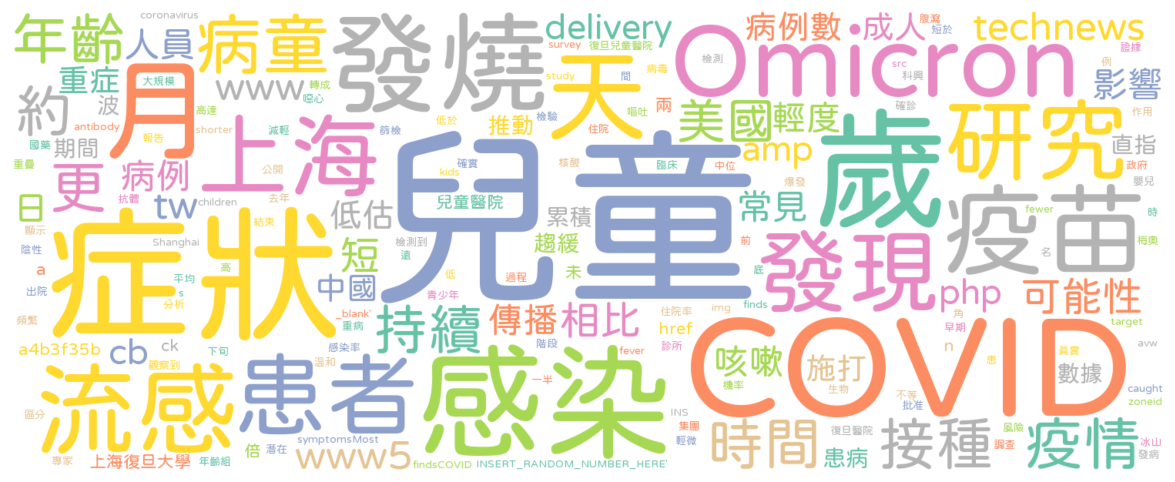 年齡
coronavirus
人員
病童
發燒
delivery
survey
復旦兒童醫院
病例數
成人
腹瀉
短於
technews
證據
例
重症
大規模
www
轉成
噁心
study
間
病毒
Omicron
檢測
src
科興
影響
約
波
月
高達
天
兩
確診
作用
antibody
報告
shorter
減輕
篩檢
低於
推動
檢驗
嘔吐
美國
輕度
研究
國藥
期間
上海
住院
amp
歲
直指
重疊
更
病例
公開
確實
核酸
臨床
中位
政府
抗體
kids
兒童
爆發
嬰兒
日
tw
children
去年
低估
兒童醫院
累積
常見
疫苗
fewer
時
顯示
結束
陰性
症狀
Shanghai
短
檢測到
遠
趨緩
前
發現
名
梅奧
a
平均
高
中國
低
過程
未
底
出院
s
分析
青少年
finds
php
可能性
頻繁
_blank'
重病
持續
傳播
相比
住院率
img
角
早期
target
a4b3f35b
cb
ck
下旬
感染率
階段
href
診所
n
avw
觀察到
溫和
fever
COVID
咳嗽
施打
患
真實
數據
流感
患者
感染
一半
機率
生物
不等
批准
caught
zoneid
區分
倍
潛在
symptomsMost
INS
集團
輕微
時間
復旦醫院
接種
風險
調查
疫情
冰山
發病
專家
上海復旦大學
年齡組
www5
findsCOVID
INSERT_RANDOM_NUMBER_HERE'
患病